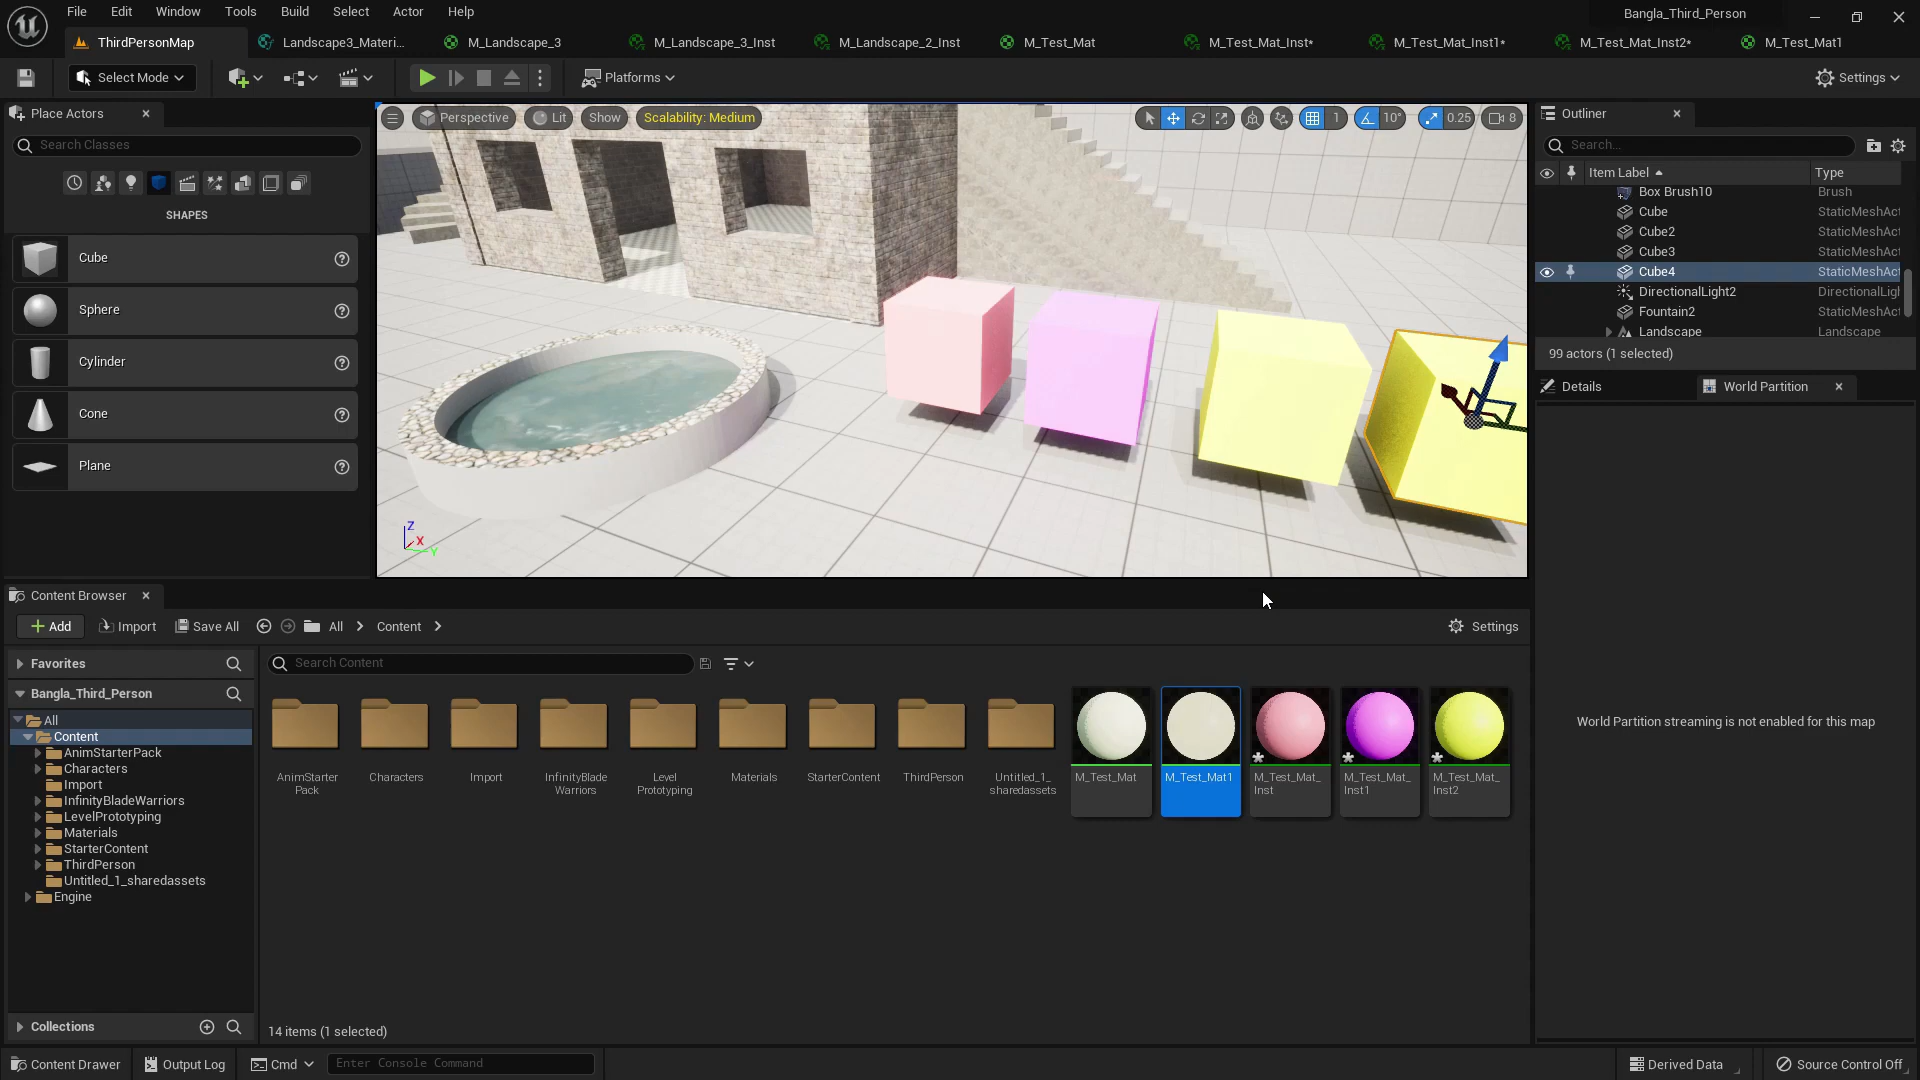 File Edit Window Tools Build Select Actor Help
Bangla_Third_Person
ThirdPersonMap
Landscape3_Materi...
M_Landscape_3
M_Landscape_3_Inst
M_Landscape_2_Inst
M_Test_Mat
M_Test_Mat_Inst*
M_Test_Mat_Inst1*
M_Test_Mat_Inst2*
M_Test_Mat1
Select Mode
Platforms
Settings
Place Actors
Search Classes
SHAPES
Cube
Sphere
Cylinder
Cone
Plane
Perspective
Lit
Show
Scalability: Medium
1
10°
0.25
8
Z
X
Y
Outliner
Search...
Item Label
Type
Box Brush10 Brush
Cube StaticMeshAct
Cube2 StaticMeshAct
Cube3 StaticMeshAct
Cube4 StaticMeshAct
DirectionalLight2 DirectionalLigh
Fountain2 StaticMeshAct
Landscape Landscape
99 actors (1 selected)
Details
World Partition
World Partition streaming is not enabled for this map
Content Browser
Add
Import
Save All
All
Content
Settings
Favorites
Bangla_Third_Person
All
Content
AnimStarterPack
Characters
Import
InfinityBladeWarriors
LevelPrototyping
Materials
StarterContent
ThirdPerson
Untitled_1_sharedassets
Engine
Collections
Search Content
AnimStarter
Pack
Characters
Import
InfinityBlade
Warriors
Level
Prototyping
Materials
StarterContent
ThirdPerson
Untitled_1_
sharedassets
M_Test_Mat
M_Test_Mat1
M_Test_Mat_
Inst
M_Test_Mat_
Inst1
M_Test_Mat_
Inst2
14 items (1 selected)
Content Drawer
Output Log
Cmd
Enter Console Command
Derived Data
Source Control Off